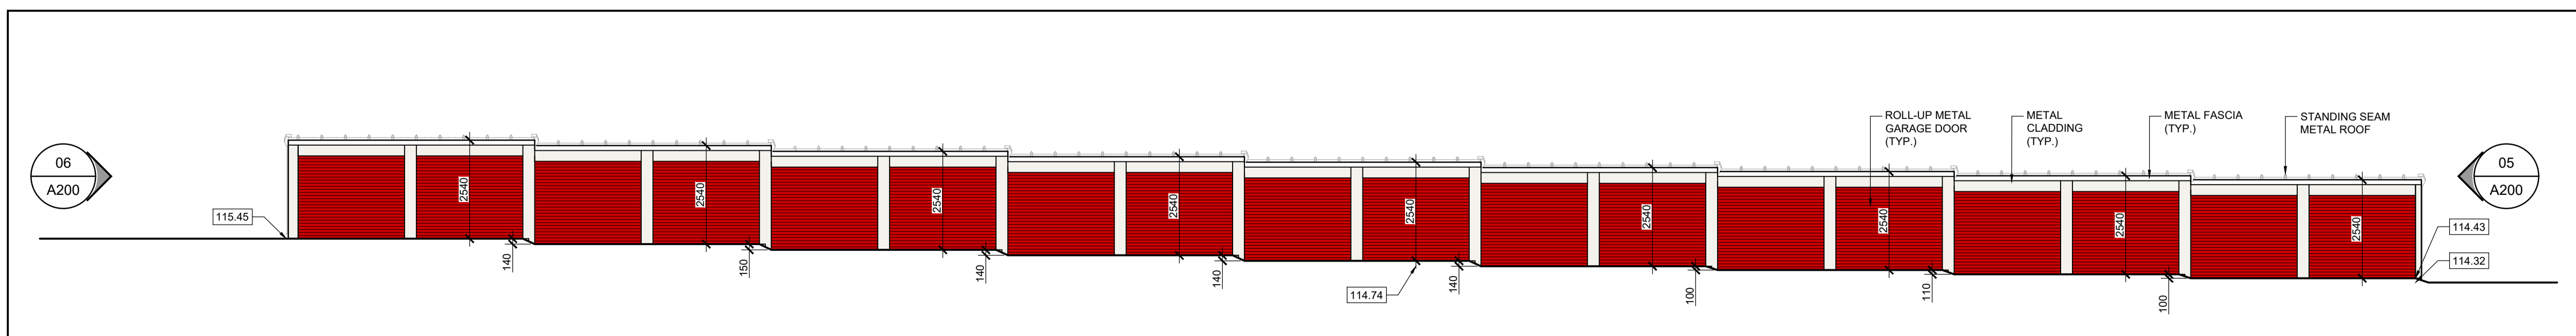 06
A200
115.45
2540
140
2540
150
2540
140
2540
140
2540
114.74
140
2540
100
ROLL-UP METAL
GARAGE DOOR
(TYP.)
2540
110
METAL
CLADDING
(TYP.)
2540
METAL FASCIA
(TYP.)
100
STANDING SEAM
METAL ROOF
2540
114.43
114.32
05
A200